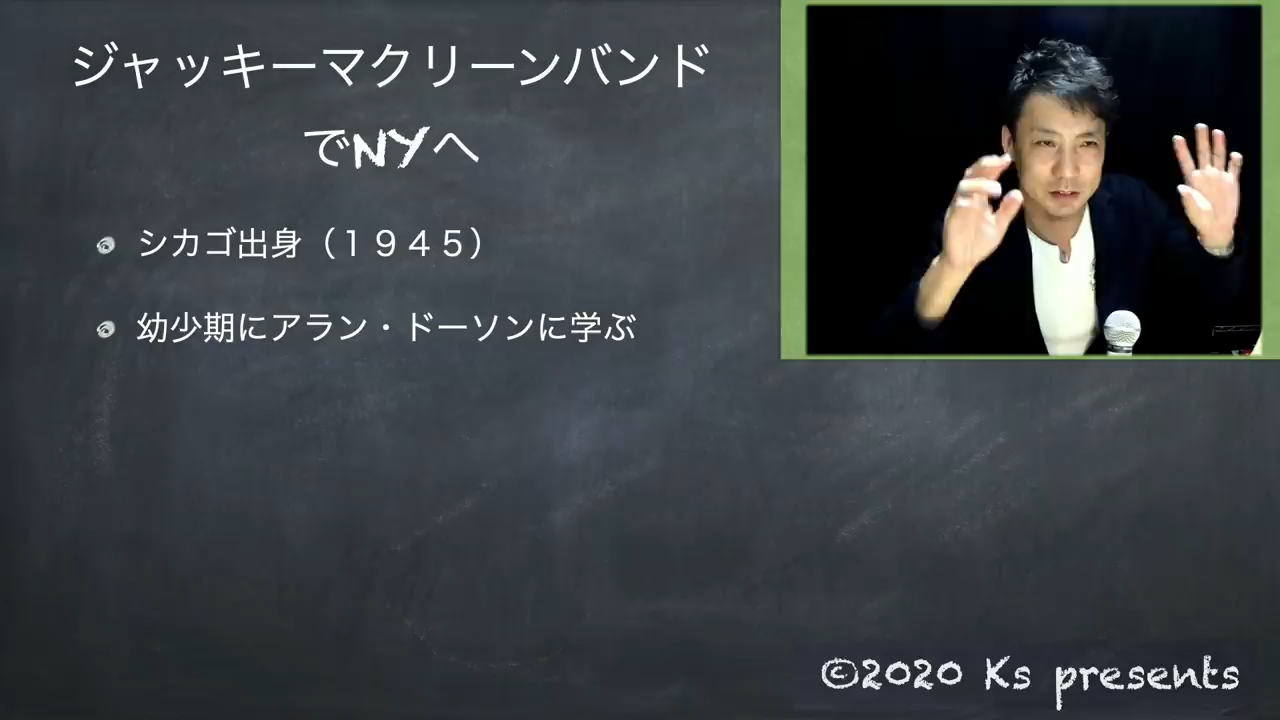 ジャッキーマクリーンバンド
でNYへ
シカゴ出身（１９４５）
幼少期にアラン・ドーソンに学ぶ
©2020 Ks presents